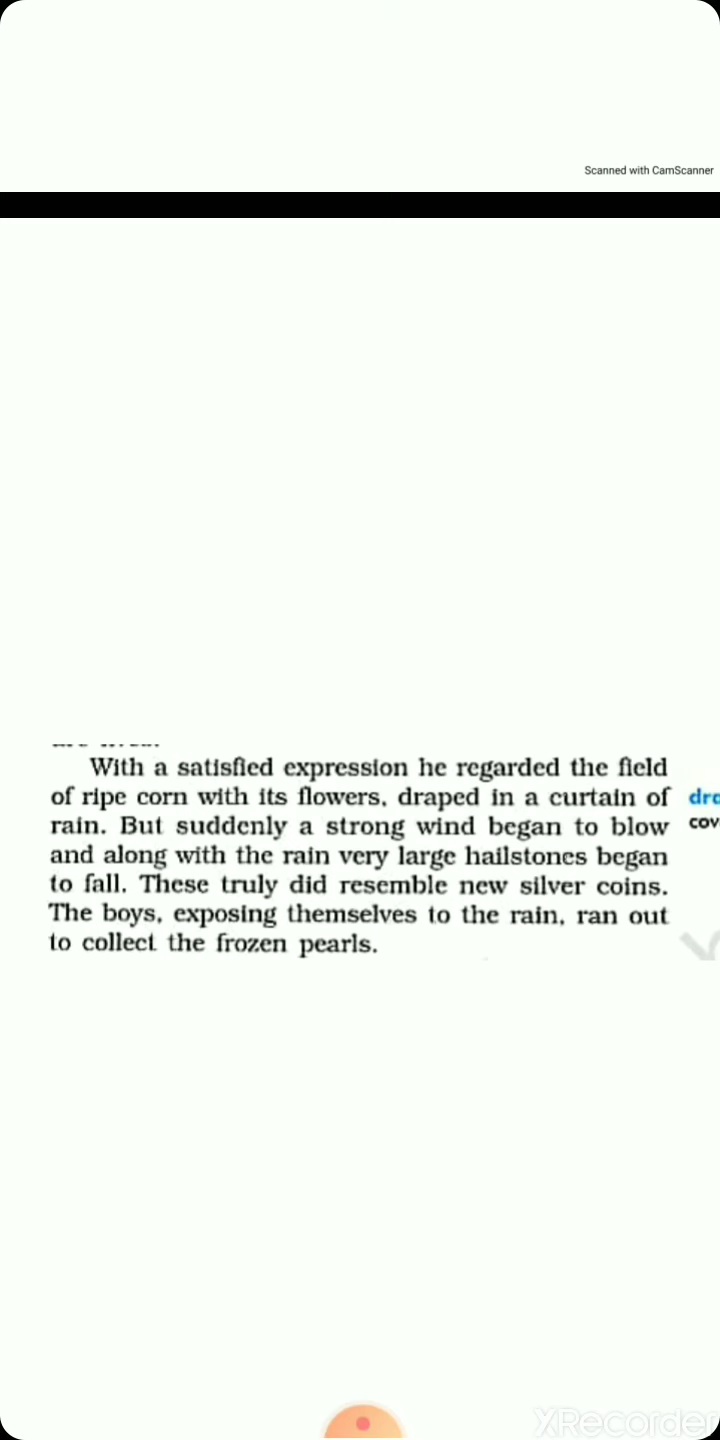 Scanned with CamScanner
With a satisfied expression he regarded the field
of ripe corn with its flowers, draped in a curtain of
rain. But suddenly a strong wind began to blow
and along with the rain very large hailstones began
to fall. These truly did resemble new silver coins.
The boys, exposing themselves to the rain, ran out
to collect the frozen pearls.
dra
cov
XRecorder